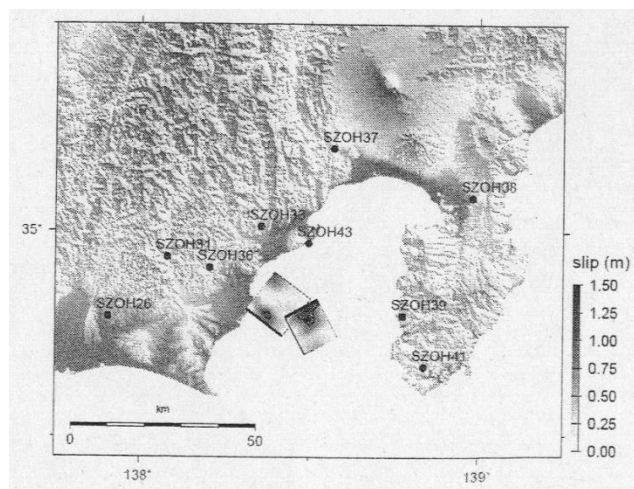 SZOH37
SZOH38
SZOH33
35°
SZOH43
SZOH31
SZOH36
slip (m)
1.50
SZOH26
SZOH39
1.25
1.00
SZOH41
0.75
km
0.50
0.25
0
50
0.00
138°
139°